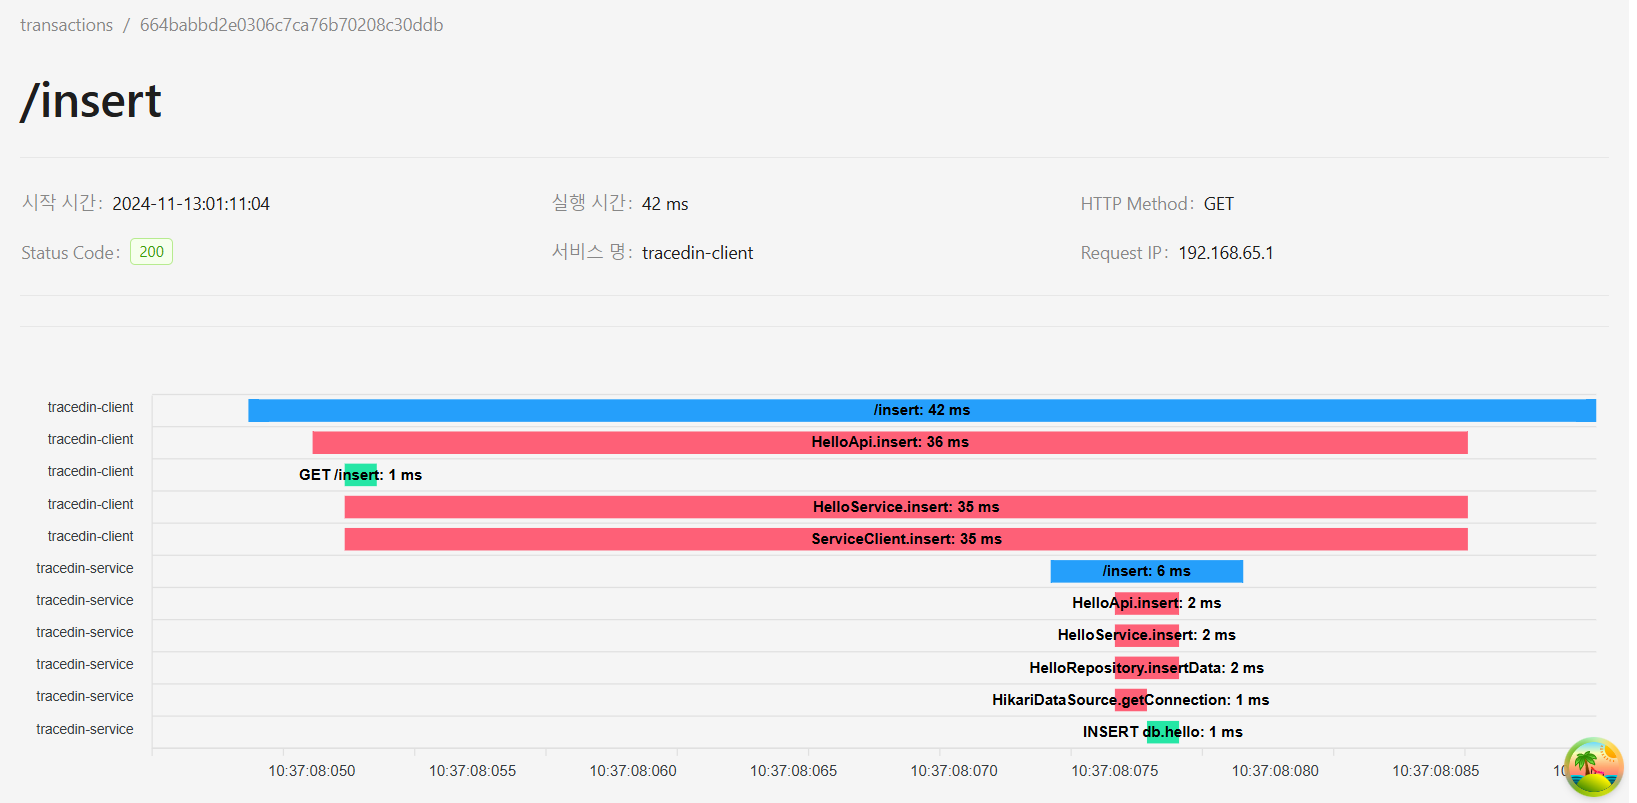 transactions / 664babbd2e0306c7ca76b70208c30ddb
/insert
시작 시간: 2024-11-13:01:11:04 실행 시간: 42 ms HTTP Method: GET
Status Code: 200 서비스 명: tracedin-client Request IP: 192.168.65.1
tracedin-client /insert: 42 ms
tracedin-client HelloApi.insert: 36 ms
tracedin-client GET /insert: 1 ms
tracedin-client HelloService.insert: 35 ms
tracedin-client ServiceClient.insert: 35 ms
tracedin-service /insert: 6 ms
tracedin-service HelloApi.insert: 2 ms
tracedin-service HelloService.insert: 2 ms
tracedin-service HelloRepository.insertData: 2 ms
tracedin-service HikariDataSource.getConnection: 1 ms
tracedin-service INSERT db.hello: 1 ms
10:37:08:050 10:37:08:055 10:37:08:060 10:37:08:065 10:37:08:070 10:37:08:075 10:37:08:080 10:37:08:085